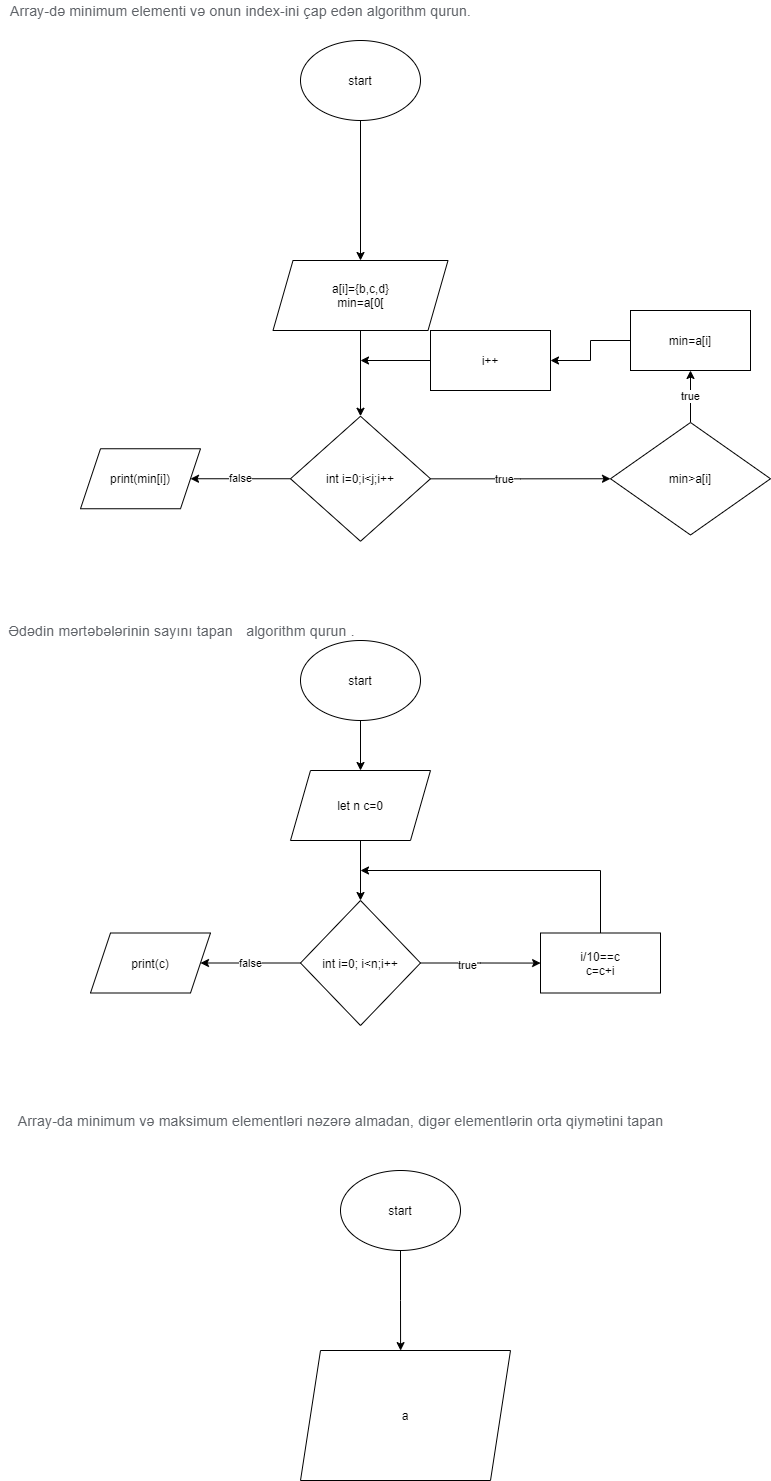 Array-də minimum elementi və onun index-ini çap edən algorithm qurun.
start
a[i]={b,c,d}
min=a[0[
min=a[i]
i++
true
print(min[i])
false
int i=0;i<j;i++
true
min>a[i]
Ədədin mərtəbələrinin sayını tapan algorithm qurun .
start
let n c=0
print(c)
false
int i=0; i<n;i++
true
i/10==c
c=c+i
Array-da minimum və maksimum elementləri nəzərə almadan, digər elementlərin orta qiymətini tapan
start
a